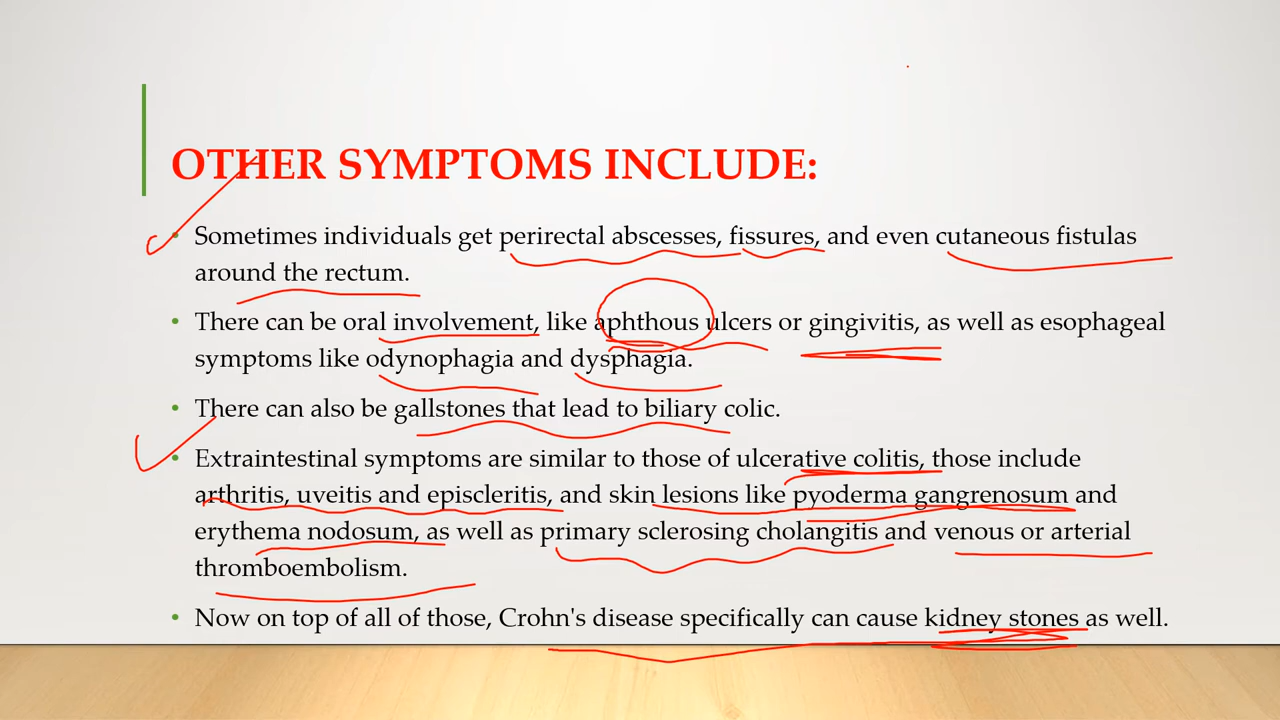 OTHER SYMPTOMS INCLUDE:
• Sometimes individuals get perirectal abscesses, fissures, and even cutaneous fistulas
around the rectum.
• There can be oral involvement, like aphthous ulcers or gingivitis, as well as esophageal
symptoms like odynophagia and dysphagia.
• There can also be gallstones that lead to biliary colic.
• Extraintestinal symptoms are similar to those of ulcerative colitis, those include
arthritis, uveitis and episcleritis, and skin lesions like pyoderma gangrenosum and
erythema nodosum, as well as primary sclerosing cholangitis and venous or arterial
thromboembolism.
• Now on top of all of those, Crohn's disease specifically can cause kidney stones as well.